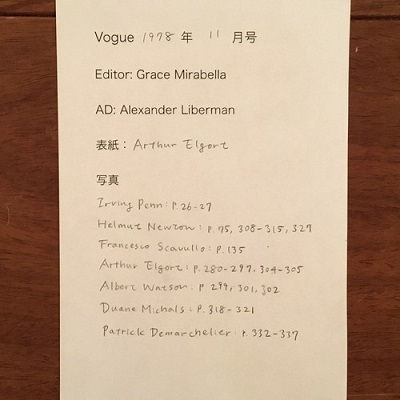 Vogue 1978 年 11 月号
Editor: Grace Mirabella
AD: Alexander Liberman
表紙： Arthur Elgort
写真
Irving Penn : P.26-27
Helmut Newton : P.75, 308-315, 327
Francesco Scavullo : P.135
Arthur Elgort : P.280-297, 304-305
Albert Watson : P 299, 301, 302
Duane Michals : P.318-321
Patrick Demarchelier : P.332-337